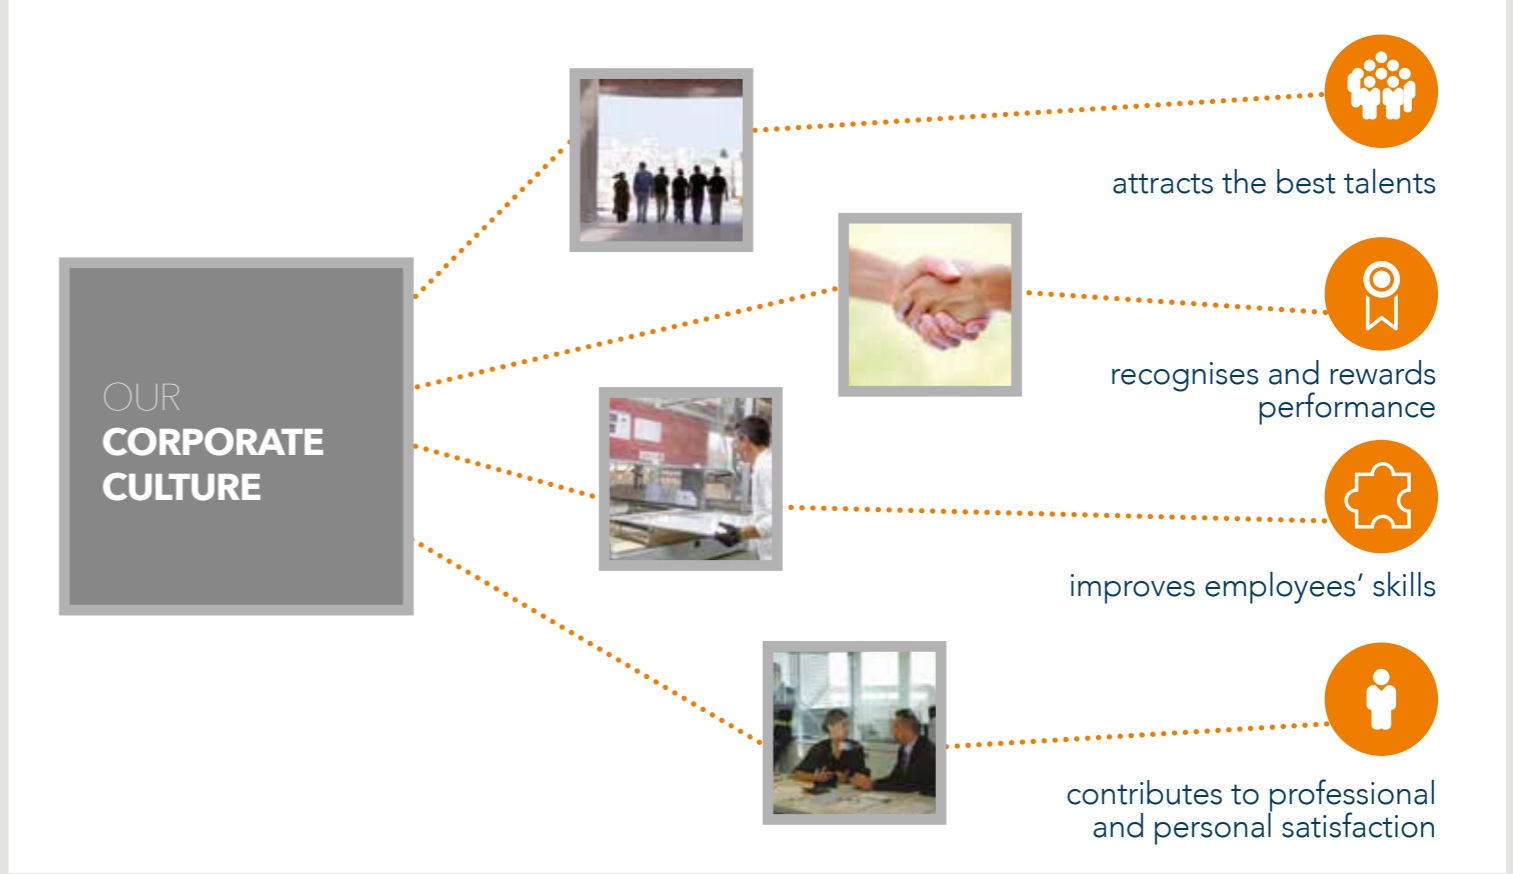 OUR
CORPORATE
CULTURE
attracts the best talents
recognises and rewards
performance
improves employees’ skills
contributes to professional
and personal satisfaction